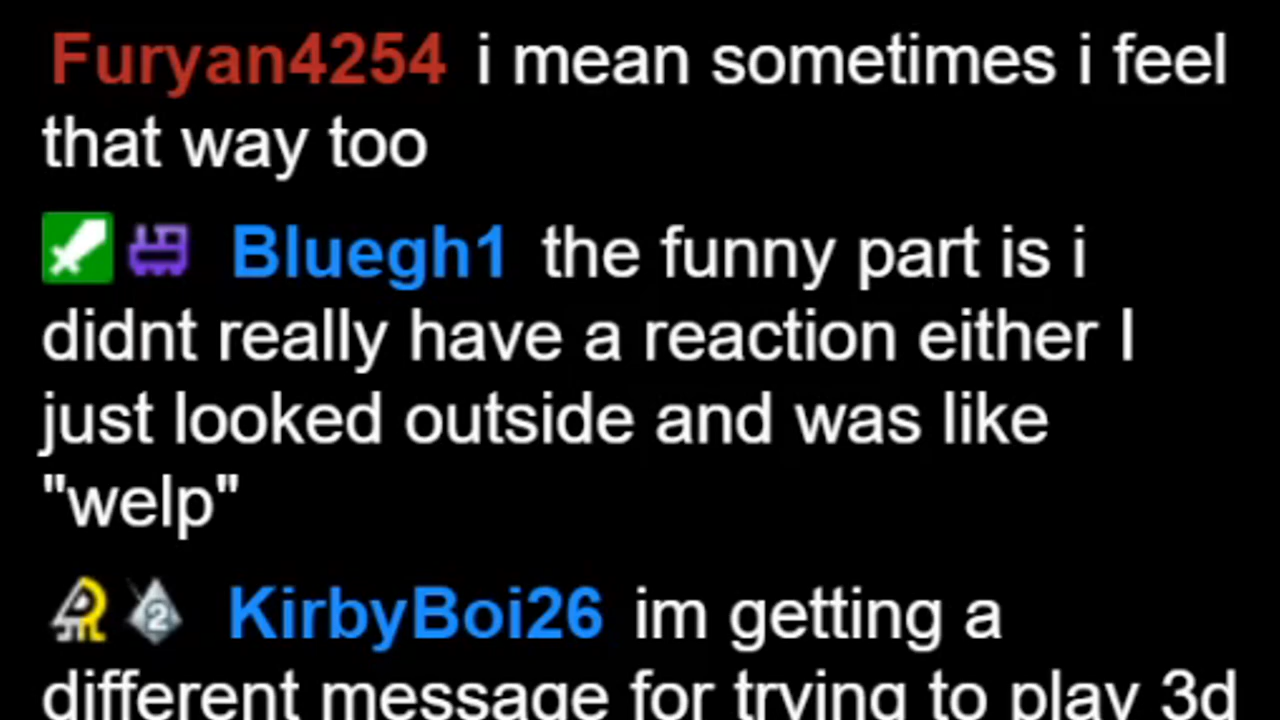 Furyan4254 i mean sometimes i feel
that way too
Bluegh1 the funny part is i
didnt really have a reaction either I
just looked outside and was like
"welp"
2 KirbyBoi26 im getting a
different message for trying to play 3d